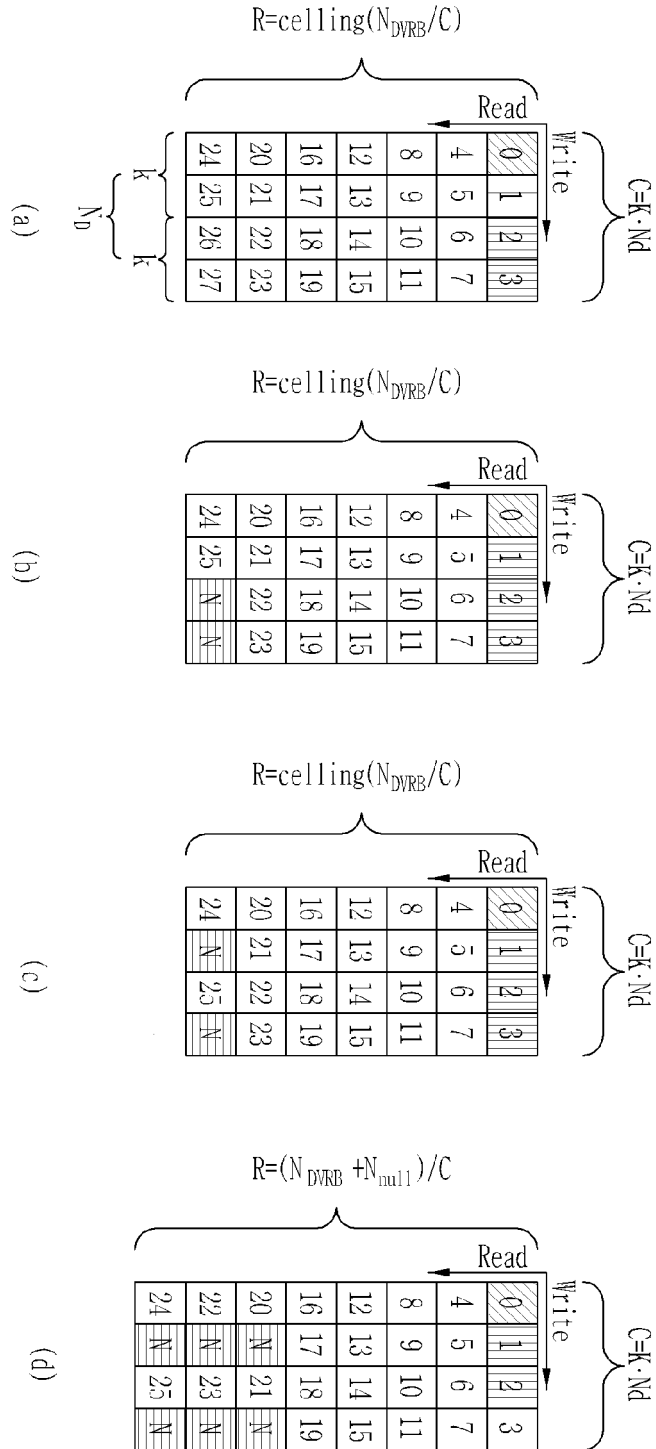 C=K·Nd
Write
Read
R=celling(N_DVRB/C)
0 1 2 3
4 5 6 7
8 9 10 11
12 13 14 15
16 17 18 19
20 21 22 23
24 25 26 27
k k
N_D
(a)
C=K·Nd
Write
Read
R=celling(N_DVRB/C)
0 1 2 3
4 5 6 7
8 9 10 11
12 13 14 15
16 17 18 19
20 21 22 23
24 25 N N
(b)
C=K·Nd
Write
Read
R=celling(N_DVRB/C)
0 1 2 3
4 5 6 7
8 9 10 11
12 13 14 15
16 17 18 19
20 21 22 23
24 N 25 N
(c)
C=K·Nd
Write
Read
R=(N_DVRB +N_null)/C
0 1 2 3
4 5 6 7
8 9 10 11
12 13 14 15
16 17 18 19
20 N 21 N
22 N 23 N
24 N 25 N
(d)